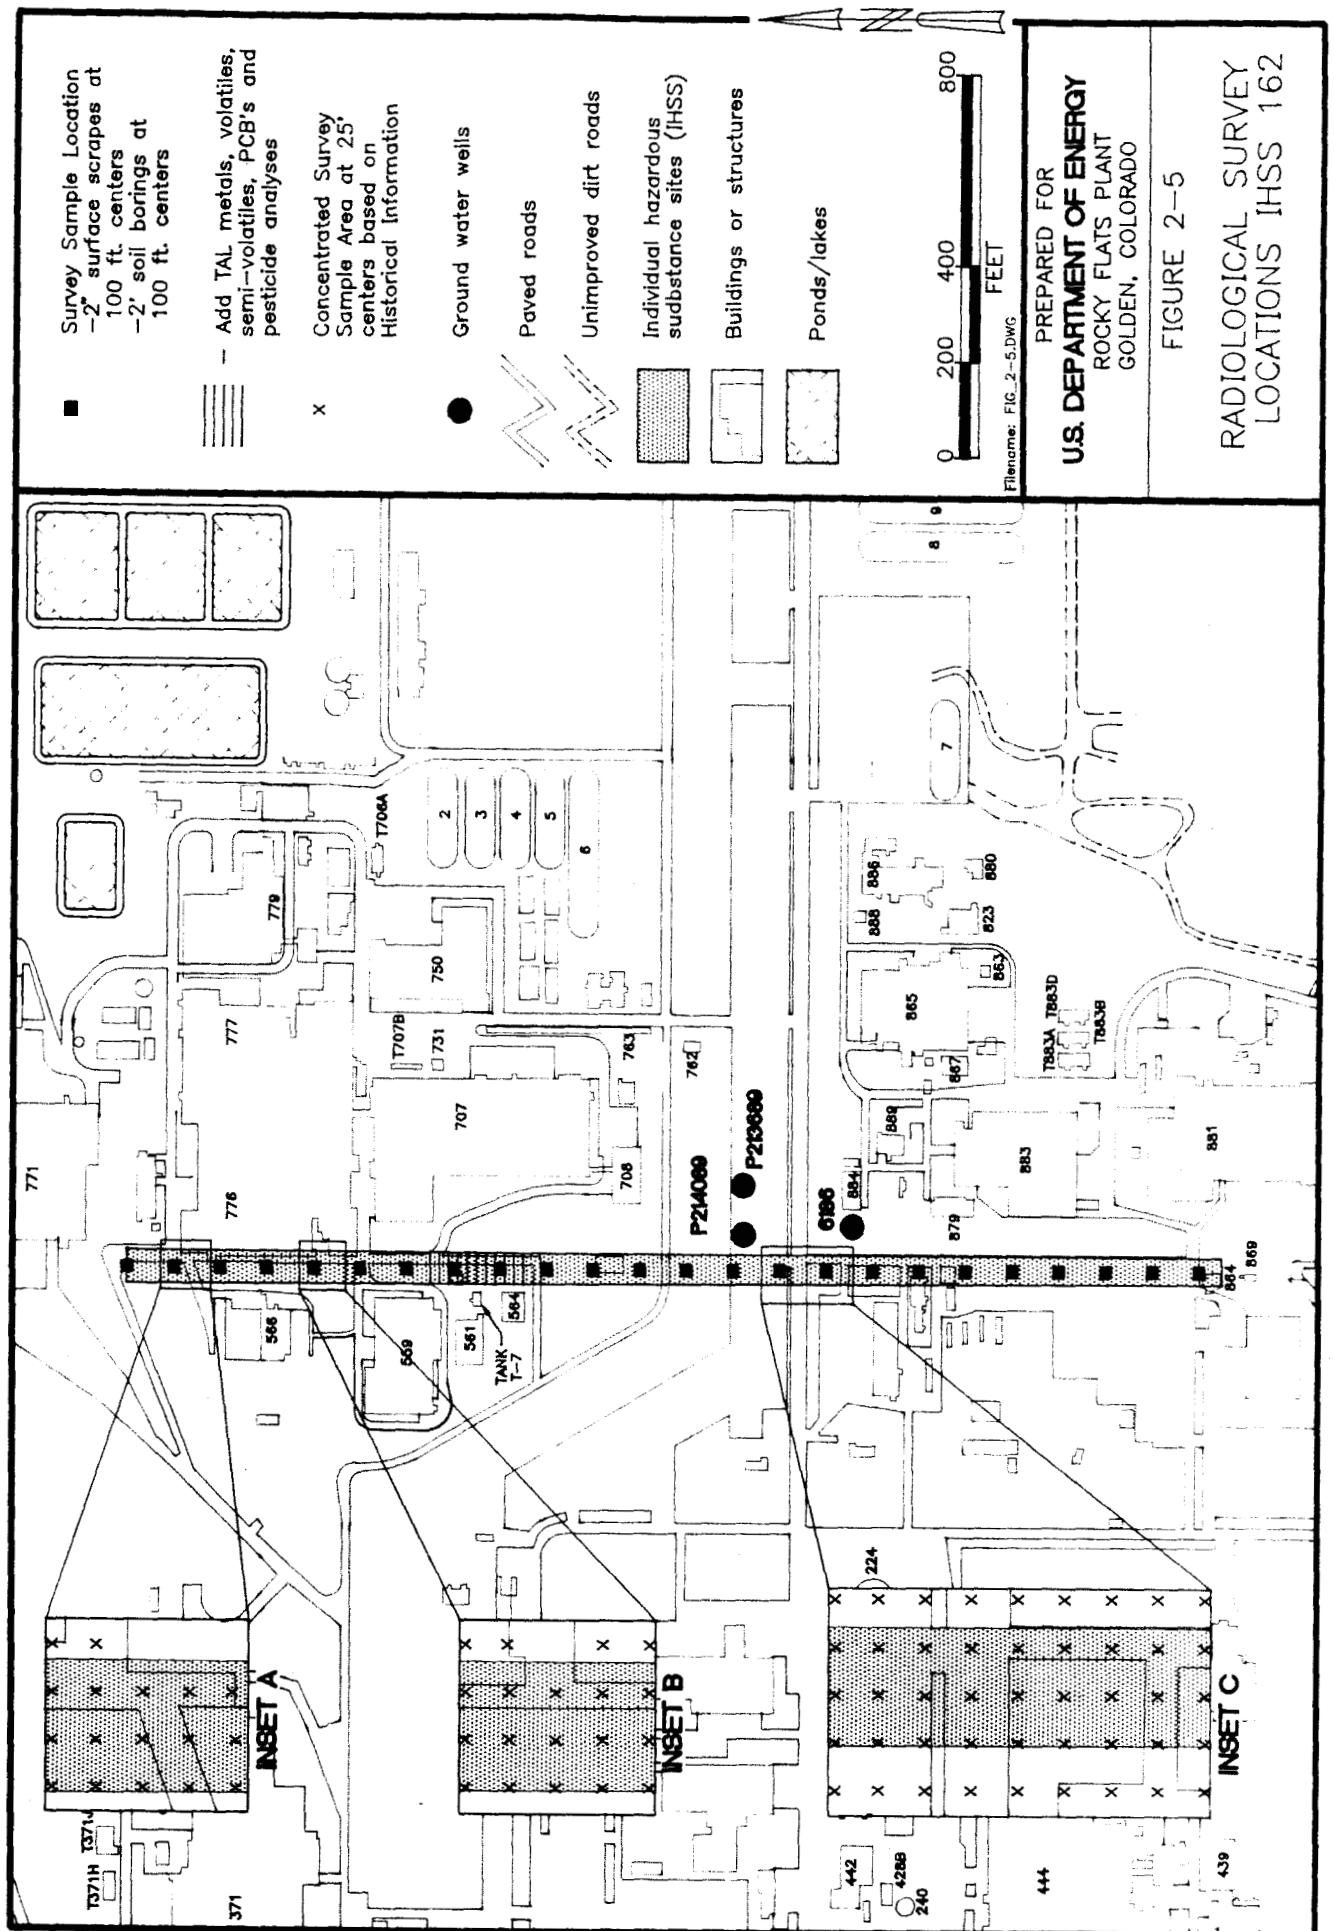 Survey Sample Location
-2" surface scrapes at
100 ft. centers
-2' soil borings at
100 ft. centers
— Add TAL metals, volatiles,
semi-volatiles, PCB's and
pesticide analyses
x
Concentrated Survey
Sample Area at 25'
centers based on
Historical Information
Ground water wells
Paved roads
Unimproved dirt roads
Individual hazardous
sudbstance sites (IHSS)
Buildings or structures
Ponds/lakes
N
0 200 400 800
FEET
Filename: FIG_2-5.DWG
PREPARED FOR
U.S. DEPARTMENT OF ENERGY
ROCKY FLATS PLANT
GOLDEN, COLORADO
FIGURE 2-5
RADIOLOGICAL SURVEY
LOCATIONS IHSS 162
771
776
777
779
T706A
2
3
4
5
6
7
8
9
750
T707B
731
707
708
763
762
P214089
P213689
6186
566
559
561
564
TANK
T-7
884
889
879
883
867
865
863
888
886
880
823
T883A
T883D
T883B
881
864
869
224
INSET A
INSET B
INSET C
T371J
T371H
371
442
428B
240
444
439